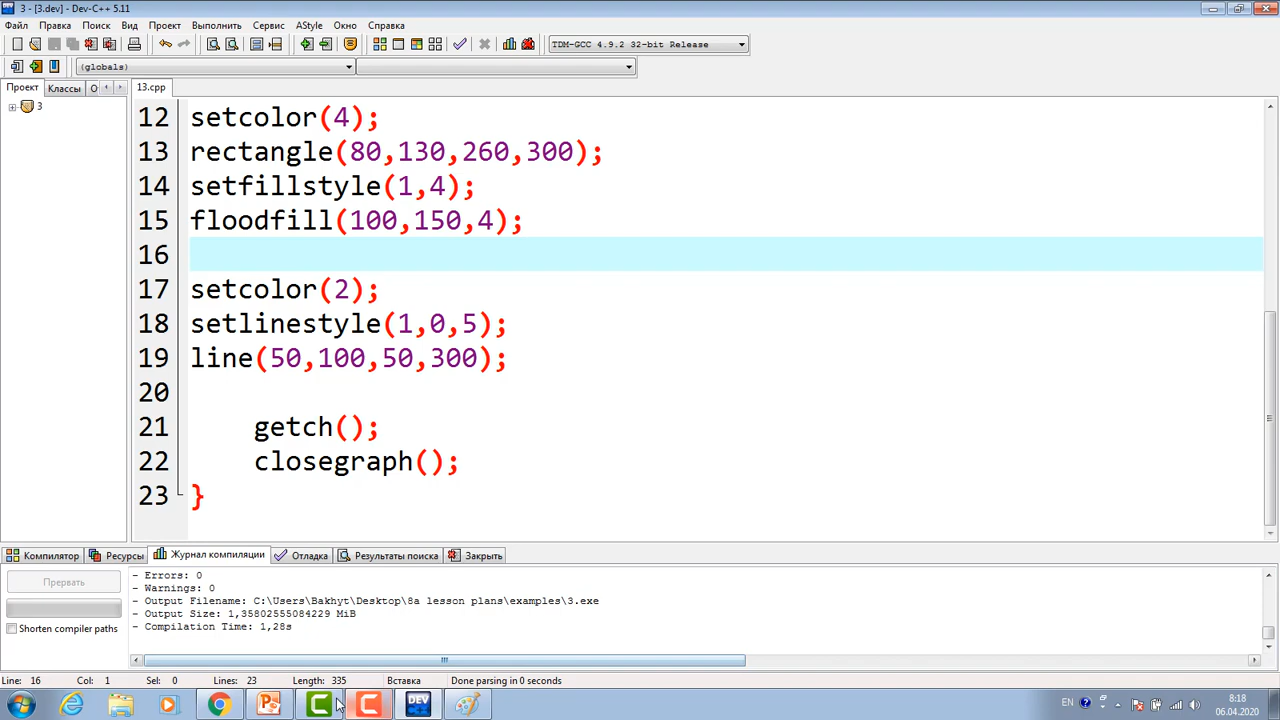 3 - [3.dev] - Dev-C++ 5.11
Файл Правка Поиск Вид Проект Выполнить Сервис AStyle Окно Справка
TDM-GCC 4.9.2 32-bit Release
(globals)
Проект Классы О
13.cpp
3
12 setcolor(4);
13 rectangle(80,130,260,300);
14 setfillstyle(1,4);
15 floodfill(100,150,4);
16
17 setcolor(2);
18 setlinestyle(1,0,5);
19 line(50,100,50,300);
20
21 getch();
22 closegraph();
23 }
Компилятор Ресурсы Журнал компиляции Отладка Результаты поиска Закрыть
Прервать
Shorten compiler paths
- Errors: 0
- Warnings: 0
- Output Filename: C:\Users\Bakhyt\Desktop\8a lesson plans\examples\3.exe
- Output Size: 1,35802555084229 MiB
- Compilation Time: 1,28s
Line: 16 Col: 1 Sel: 0 Lines: 23 Length: 335 Вставка Done parsing in 0 seconds
DEV
EN
8:18
06.04.2020